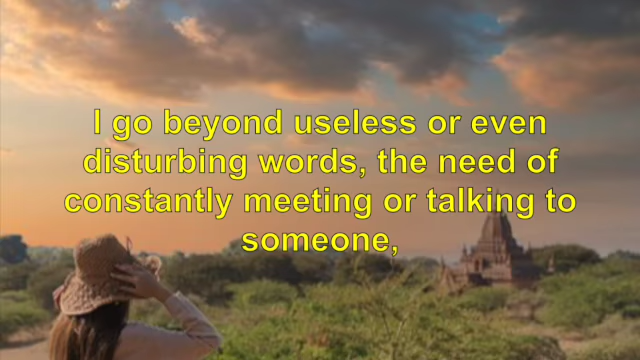 I go beyond useless or even
disturbing words, the need of
constantly meeting or talking to
someone,